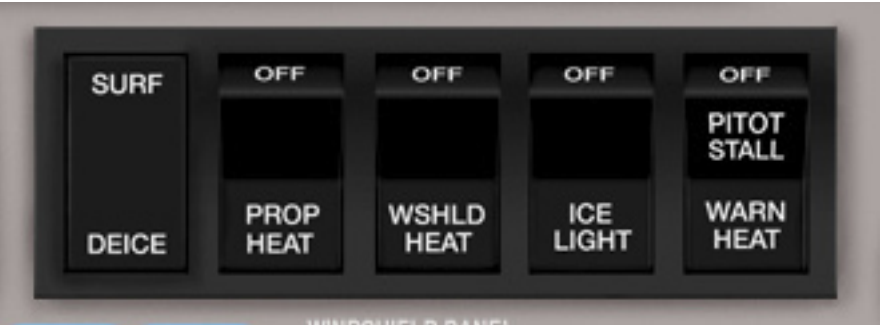 SURF
DEICE
OFF
PROP
HEAT
OFF
WSHLD
HEAT
OFF
ICE
LIGHT
OFF
PITOT
STALL
WARN
HEAT